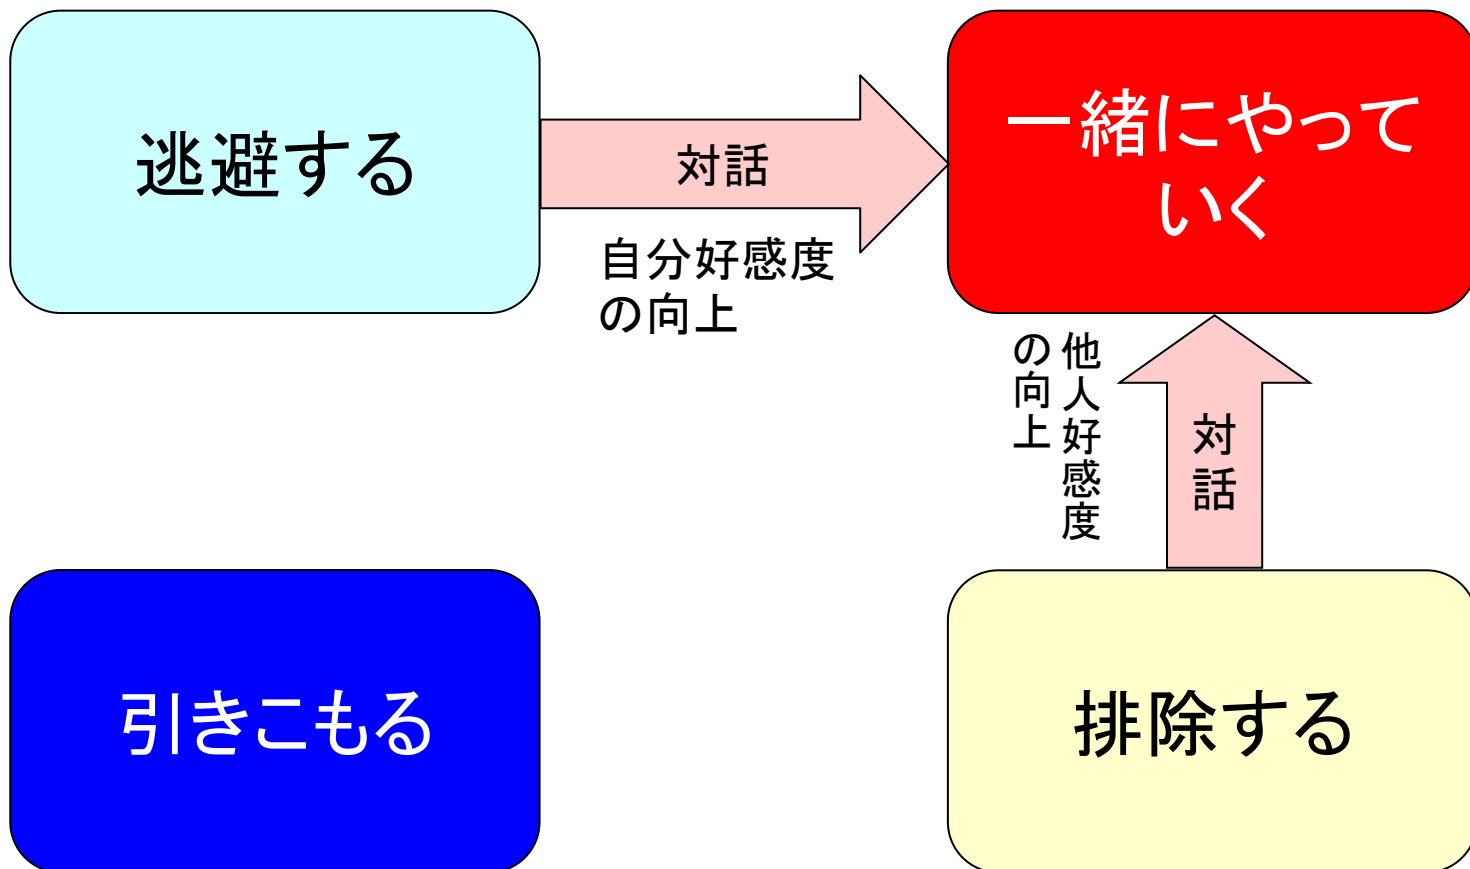 逃避する
対話
自分好感度
の向上
一緒にやって
いく
他人好感度
の向上
対話
引きこもる
排除する